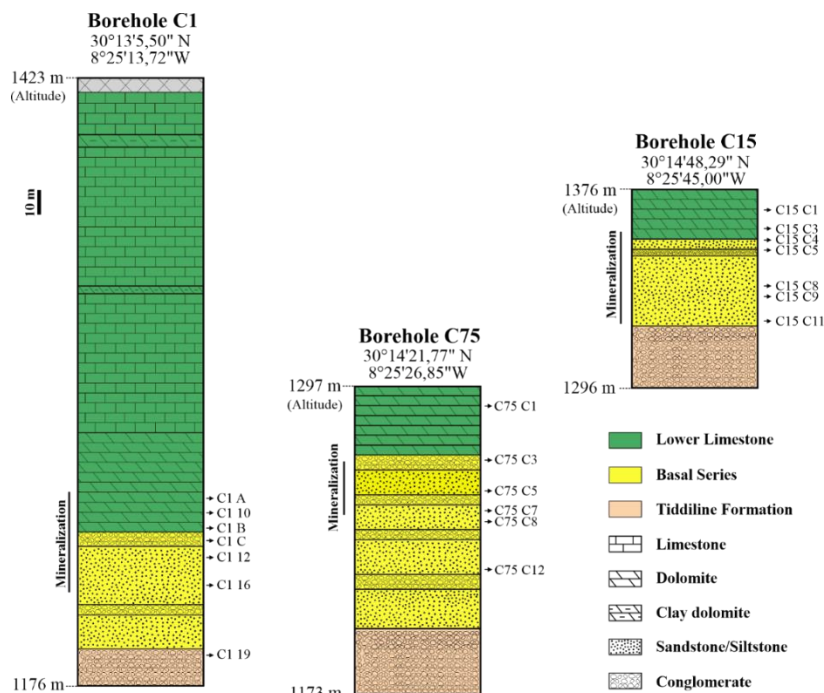 Borehole C1
30°13'5,50" N
8°25'13,72"W
1423 m
(Altitude)
10 m
Mineralization
C1 A
C1 10
C1 B
C1 C
C1 12
C1 16
C1 19
1176 m
Borehole C75
30°14'21,77" N
8°25'26,85"W
1297 m
(Altitude)
Mineralization
C75 C1
C75 C3
C75 C5
C75 C7
C75 C8
C75 C12
1173 m
Borehole C15
30°14'48,29" N
8°25'45,00"W
1376 m
(Altitude)
Mineralization
C15 C1
C15 C3
C15 C4
C15 C5
C15 C8
C15 C9
C15 C11
1296 m
Lower Limestone
Basal Series
Tiddiline Formation
Limestone
Dolomite
Clay dolomite
Sandstone/Siltstone
Conglomerate